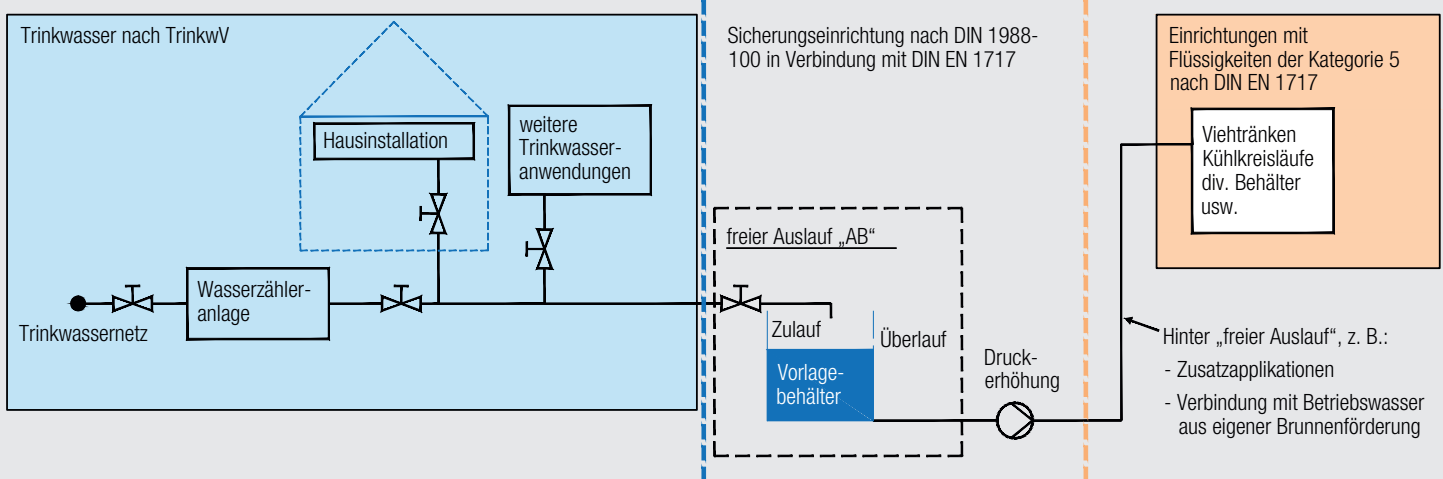 Trinkwasser nach TrinkwV
Hausinstallation
weitere
Trinkwasser-
anwendungen
Wasserzähler-
anlage
Trinkwassernetz
Sicherungseinrichtung nach DIN 1988-
100 in Verbindung mit DIN EN 1717
freier Auslauf „AB“
Zulauf
Überlauf
Vorlage-
behälter
Druck-
erhöhung
Einrichtungen mit
Flüssigkeiten der Kategorie 5
nach DIN EN 1717
Viehtränken
Kühlkreisläufe
div. Behälter
usw.
Hinter „freier Auslauf“, z. B.:
- Zusatzapplikationen
- Verbindung mit Betriebswasser
aus eigener Brunnenförderung